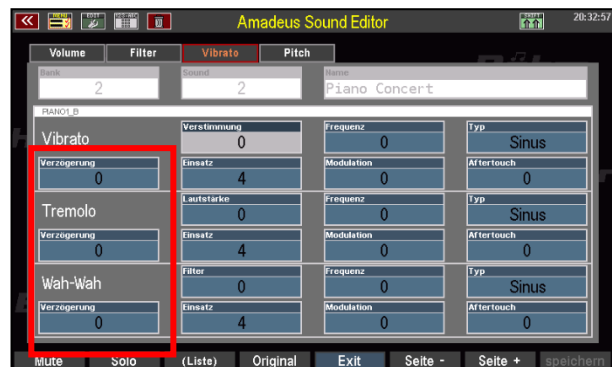 MENU EDIT Amadeus Sound Editor SHIFT 20:32:57
Volume Filter Vibrato Pitch
Bank Sound Name
2 2 Piano Concert
PIANO1_B
Vibrato Verstimmung 0 Frequenz 0 Typ Sinus
Verzögerung 0 Einsatz 4 Modulation 0 Aftertouch 0
Tremolo Lautstärke 0 Frequenz 0 Typ Sinus
Verzögerung 0 Einsatz 4 Modulation 0 Aftertouch 0
Wah-Wah Filter 0 Frequenz 0 Typ Sinus
Verzögerung 0 Einsatz 4 Modulation 0 Aftertouch 0
Mute Solo (Liste) Original Exit Seite - Seite + speichern